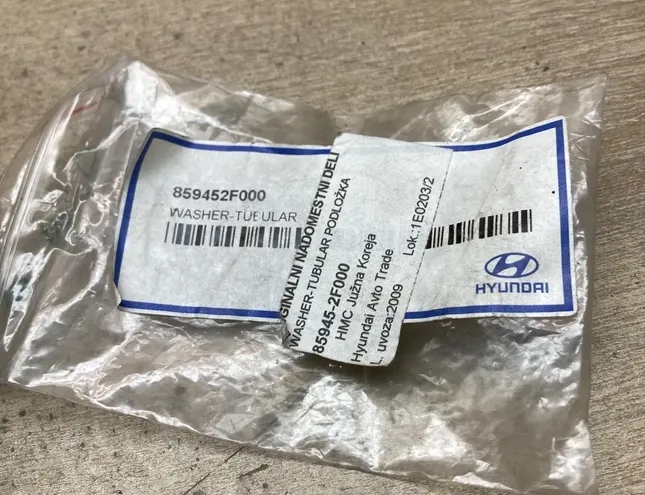 859452F000
WASHER-TUBULAR
GINALNI NADOMESTNI DELI
WASHER-TUBULAR PODLOŽKA
85945-2F000
HMC Južna Koreja
Hyundai Avto Trade
L. uvoza:2009
Lok.:1E0203/2
HYUNDAI